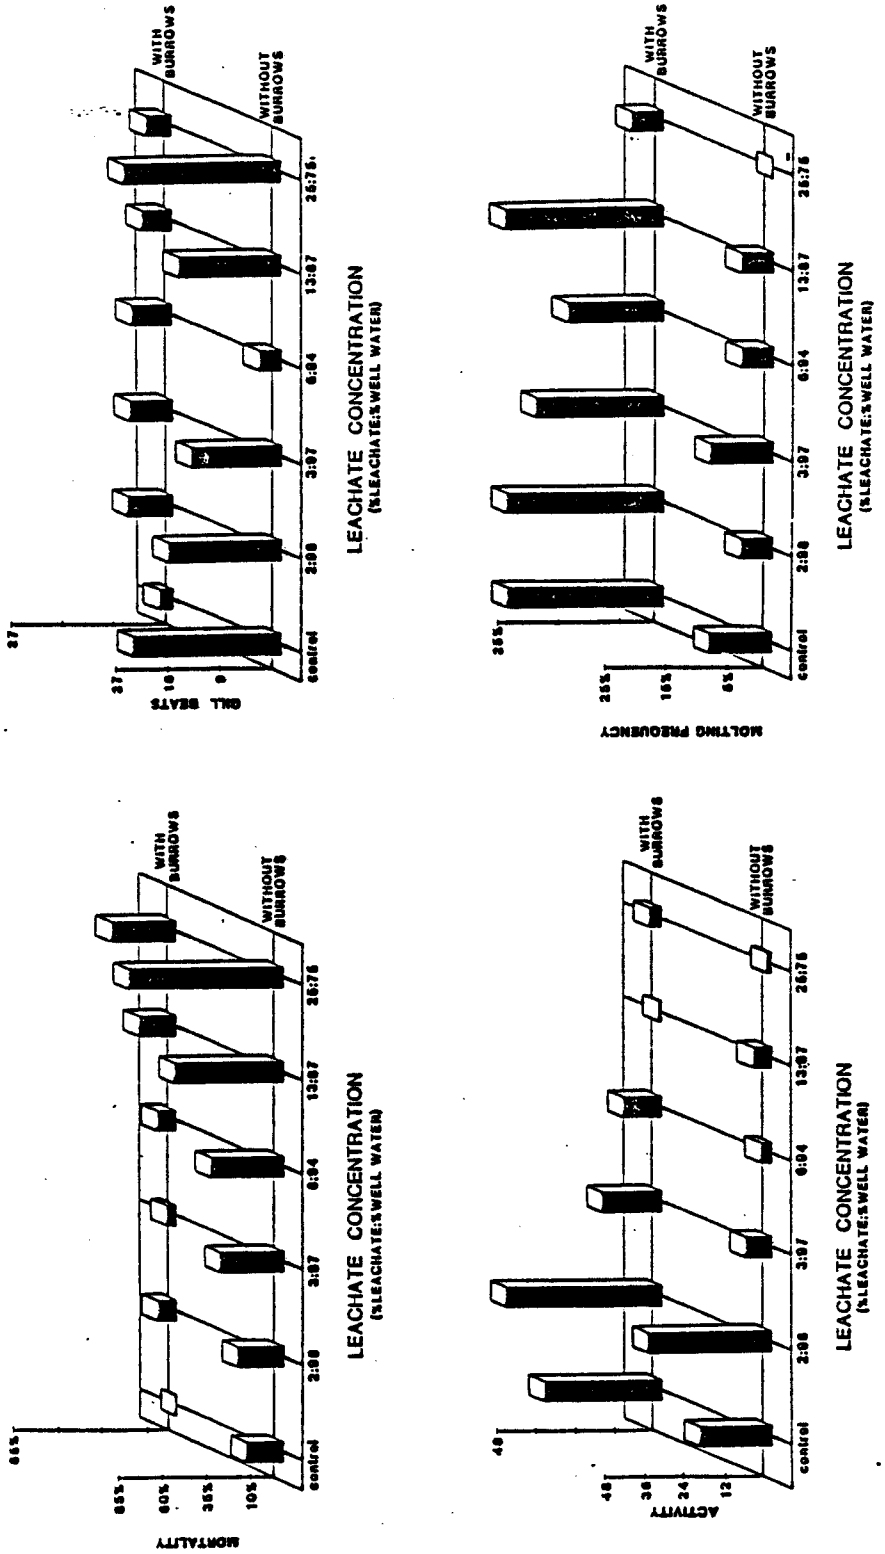 MORTALITY
85%
85%
60%
35%
10%
control
2:98
3:97
6:94
13:87
25:75
WITH
BURROWS
WITHOUT
BURROWS
LEACHATE CONCENTRATION
(%LEACHATE:%WELL WATER)
GILL BEATS
27
27
18
9
control
2:98
3:97
6:94
13:87
25:75
WITH
BURROWS
WITHOUT
BURROWS
LEACHATE CONCENTRATION
(%LEACHATE:%WELL WATER)
ACTIVITY
48
48
36
24
12
control
2:98
3:97
6:94
13:87
25:75
WITH
BURROWS
WITHOUT
BURROWS
LEACHATE CONCENTRATION
(%LEACHATE:%WELL WATER)
MOLTING FREQUENCY
25%
25%
15%
5%
control
2:98
3:97
6:94
13:87
25:75
WITH
BURROWS
WITHOUT
BURROWS
LEACHATE CONCENTRATION
(%LEACHATE:%WELL WATER)